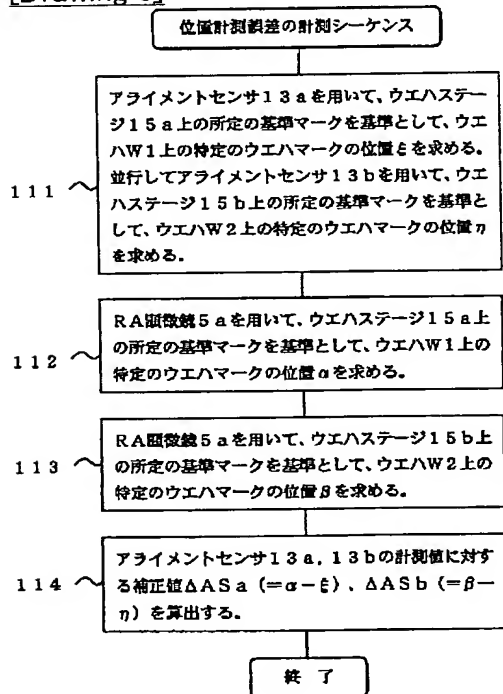 位置計測誤差の計測シーケンス
アライメントセンサ13aを用いて、ウエハステー
ジ15a上の所定の基準マークを基準として、ウエ
ハW1上の特定のウエハマークの位置ξを求める。
並行してアライメントセンサ13bを用いて、ウエ
ハステージ15b上の所定の基準マークを基準と
して、ウエハW2上の特定のウエハマークの位置η
を求める。
111
RA顕微鏡5aを用いて、ウエハステージ15a上
の所定の基準マークを基準として、ウエハW1上の
特定のウエハマークの位置αを求める。
112
RA顕微鏡5aを用いて、ウエハステージ15b上
の所定の基準マークを基準として、ウエハW2上の
特定のウエハマークの位置βを求める。
113
アライメントセンサ13a,13bの計測値に対す
る補正値ΔASa(=α−ξ)、ΔASb(=β−
η)を算出する。
114
終了